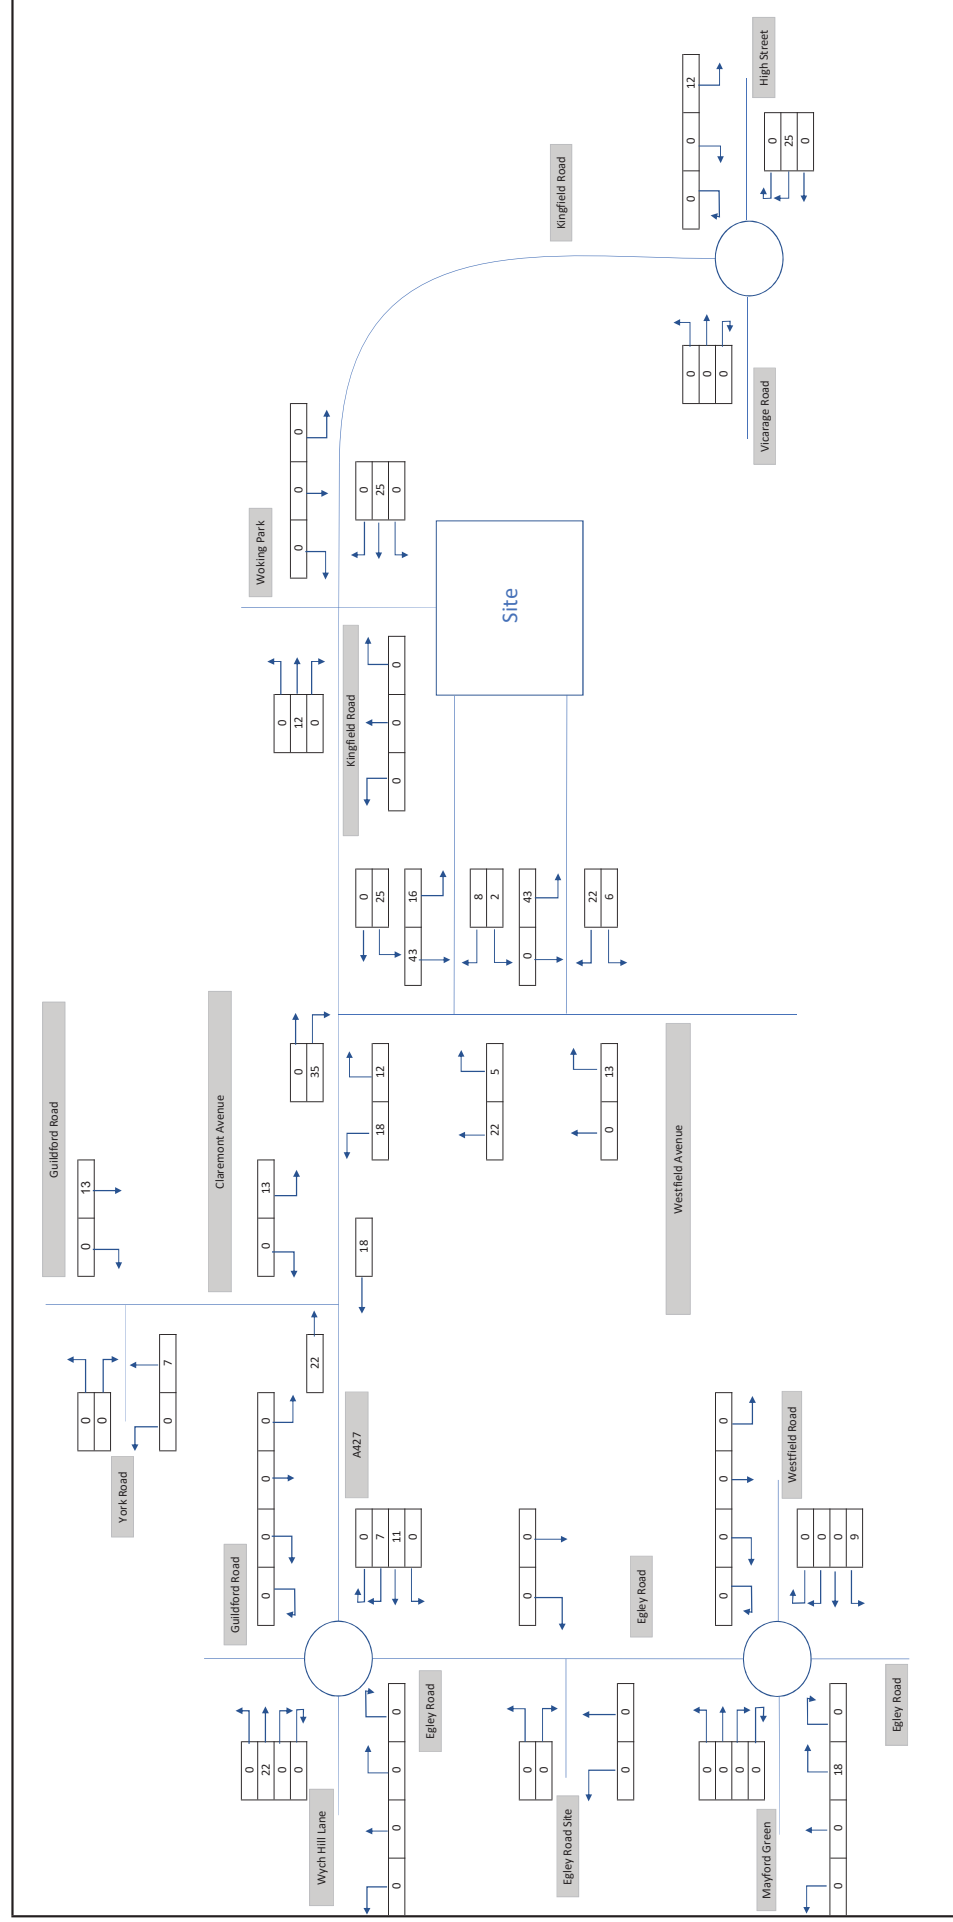 Guildford Road
0 13
0
0
York Road
0 7
Claremont Avenue
0 13
Guildford Road
0 0 0 0
Woking Park
0 0 0
0
22
0
0
Wych Hill Lane
22
0
35
0
12
0
Kingfield Road
A427
0
7
11
0
18
18 12
0
25
0
25
0
0 0 0 0
Egley Road
0 0 0
43 16
8
2
22 5
Site
Kingfield Road
0
0
Egley Road Site
0 0
0 43
22
6
0 13
0 0
Egley Road
Westfield Avenue
0
0
0
0
Mayford Green
0 0 0 0
Westfield Road
0
0
0
9
0 0 18 0
Egley Road
0
0
0
Vicarage Road
0 0 12
High Street
0
25
0